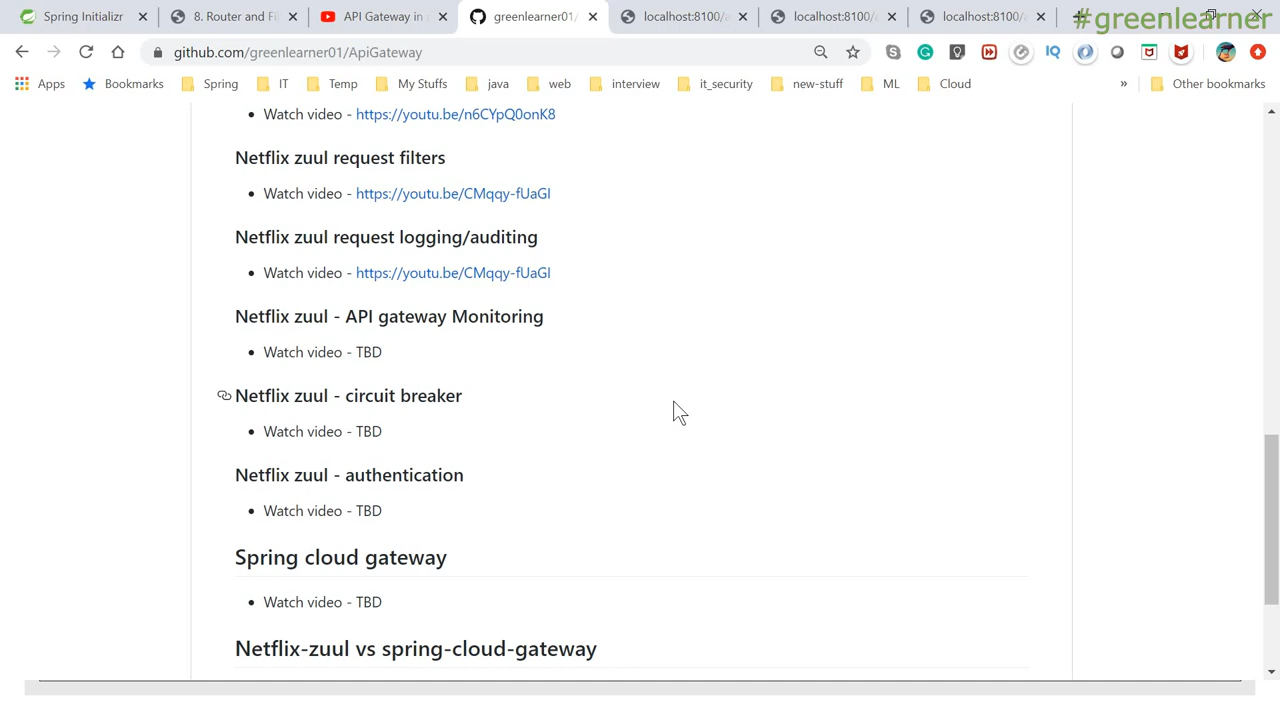 Spring Initializr
8. Router and Fi
API Gateway in
greenlearner01/
localhost:8100/a
localhost:8100/
localhost:8100/
#greenlearner
github.com/greenlearner01/ApiGateway
Apps
Bookmarks
Spring
IT
Temp
My Stuffs
java
web
interview
it_security
new-stuff
ML
Cloud
»
Other bookmarks
• Watch video - https://youtu.be/n6CYpQ0onK8
Netflix zuul request filters
• Watch video - https://youtu.be/CMqqy-fUaGI
Netflix zuul request logging/auditing
• Watch video - https://youtu.be/CMqqy-fUaGI
Netflix zuul - API gateway Monitoring
• Watch video - TBD
Netflix zuul - circuit breaker
• Watch video - TBD
Netflix zuul - authentication
• Watch video - TBD
Spring cloud gateway
• Watch video - TBD
Netflix-zuul vs spring-cloud-gateway